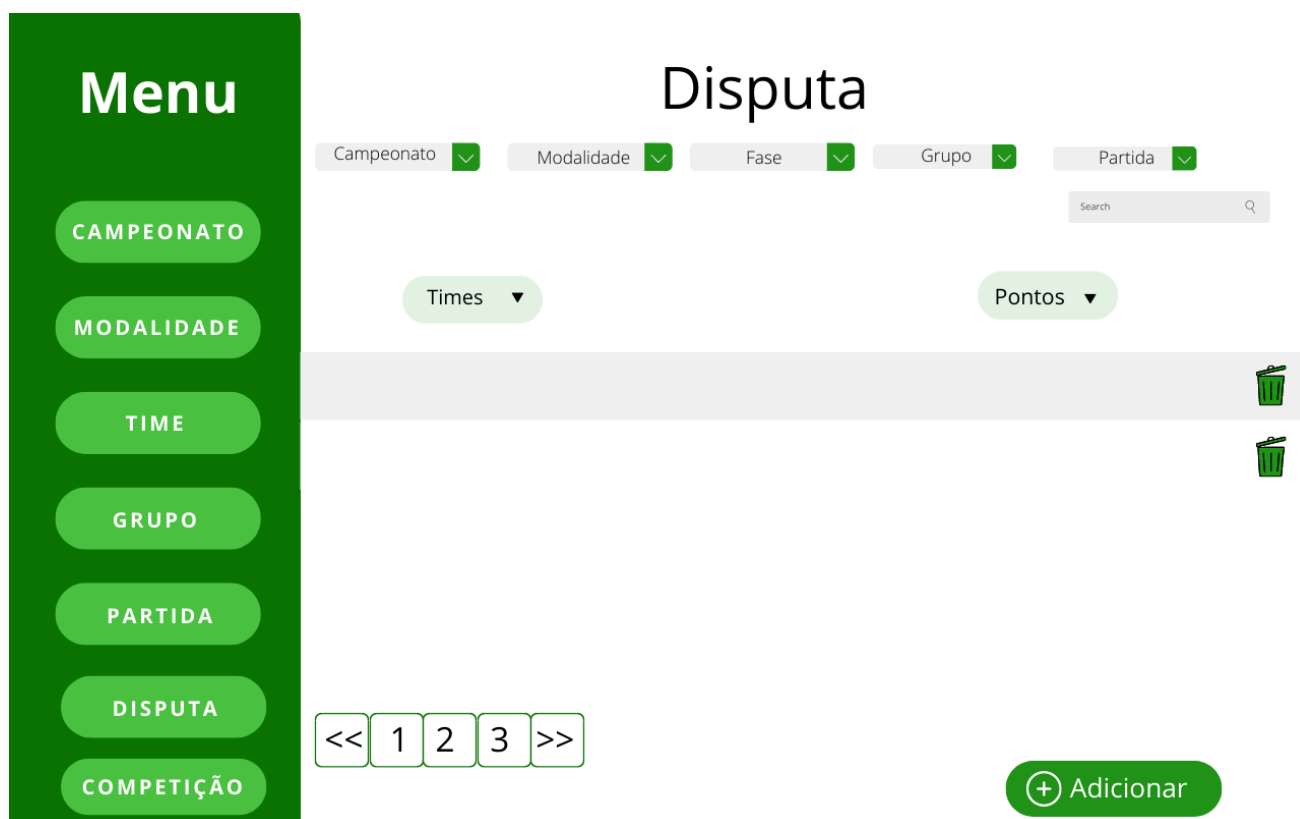 Menu
CAMPEONATO
MODALIDADE
TIME
GRUPO
PARTIDA
DISPUTA
COMPETIÇÃO
Disputa
Campeonato
Modalidade
Fase
Grupo
Partida
Search
Times ▼
Pontos ▼
<< 1 2 3 >>
+ Adicionar